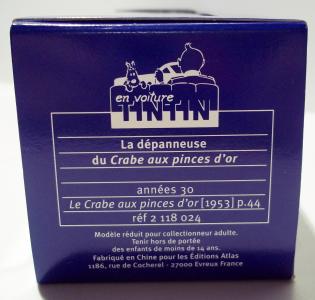 en voiture
TINTIN
La dépanneuse
du Crabe aux pinces d'or
années 30
Le Crabe aux pinces d'or [1953] p.44
réf 2 118 024
Modèle réduit pour collectionneur adulte.
Tenir hors de portée
des enfants de moins de 14 ans.
Fabriqué en Chine pour les Éditions Atlas
1186, rue de Cocherel - 27000 Evreux France